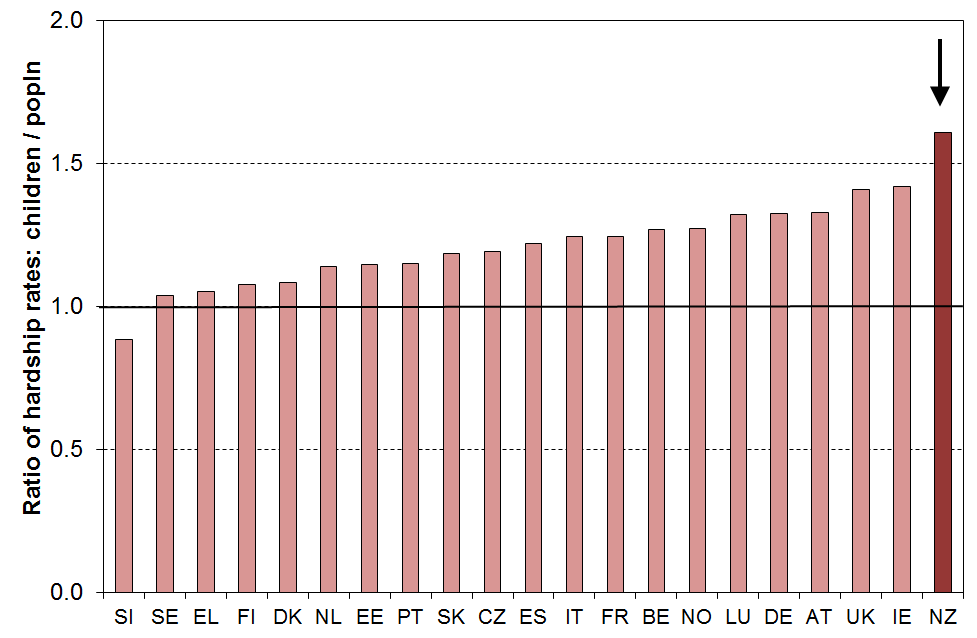 Ratio of hardship rates: children / popln
2.0
1.5
1.0
0.5
0.0
SI SE EL FI DK NL EE PT SK CZ ES IT FR BE NO LU DE AT UK IE NZ